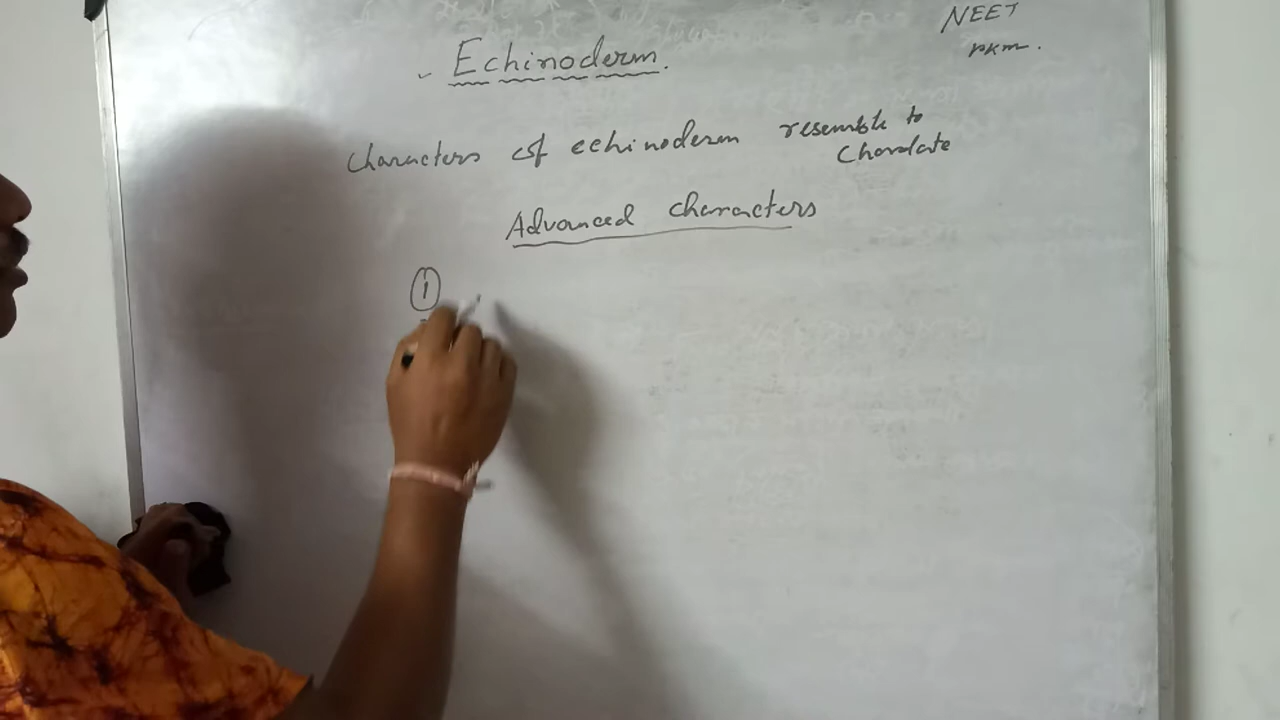 NEET
pkm.
Echinoderm.
Characters of echinoderm resemble to
Chordate
Advanced characters
1